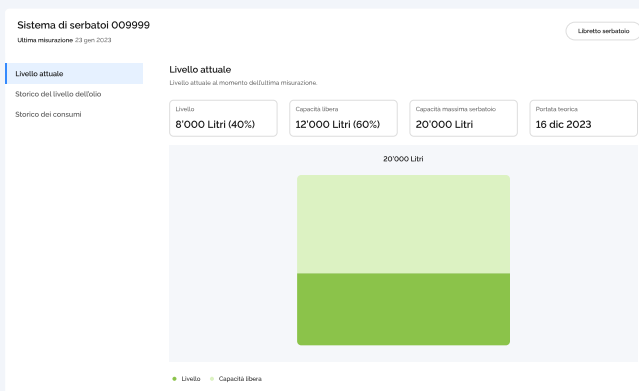 Sistema di serbatoi 009999
Ultima misurazione 23 gen 2023
Libretto serbatoio
Livello attuale
Storico del livello dell'olio
Storico dei consumi
Livello attuale
Livello attuale al momento dell'ultima misurazione.
Livello
8'000 Litri (40%)
Capacità libera
12'000 Litri (60%)
Capacità massima serbatoio
20'000 Litri
Portata teorica
16 dic 2023
20'000 Litri
Livello
Capacità libera